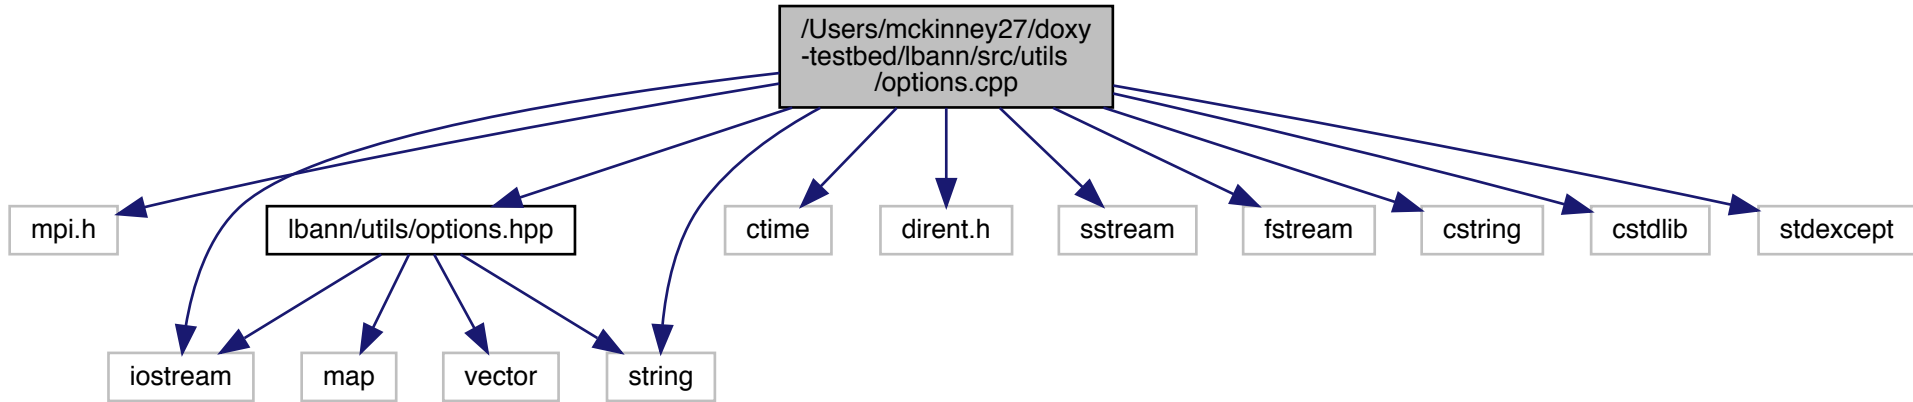 /Users/mckinney27/doxy
-testbed/lbann/src/utils
/options.cpp
mpi.h
lbann/utils/options.hpp
ctime
dirent.h
sstream
fstream
cstring
cstdlib
stdexcept
iostream
map
vector
string